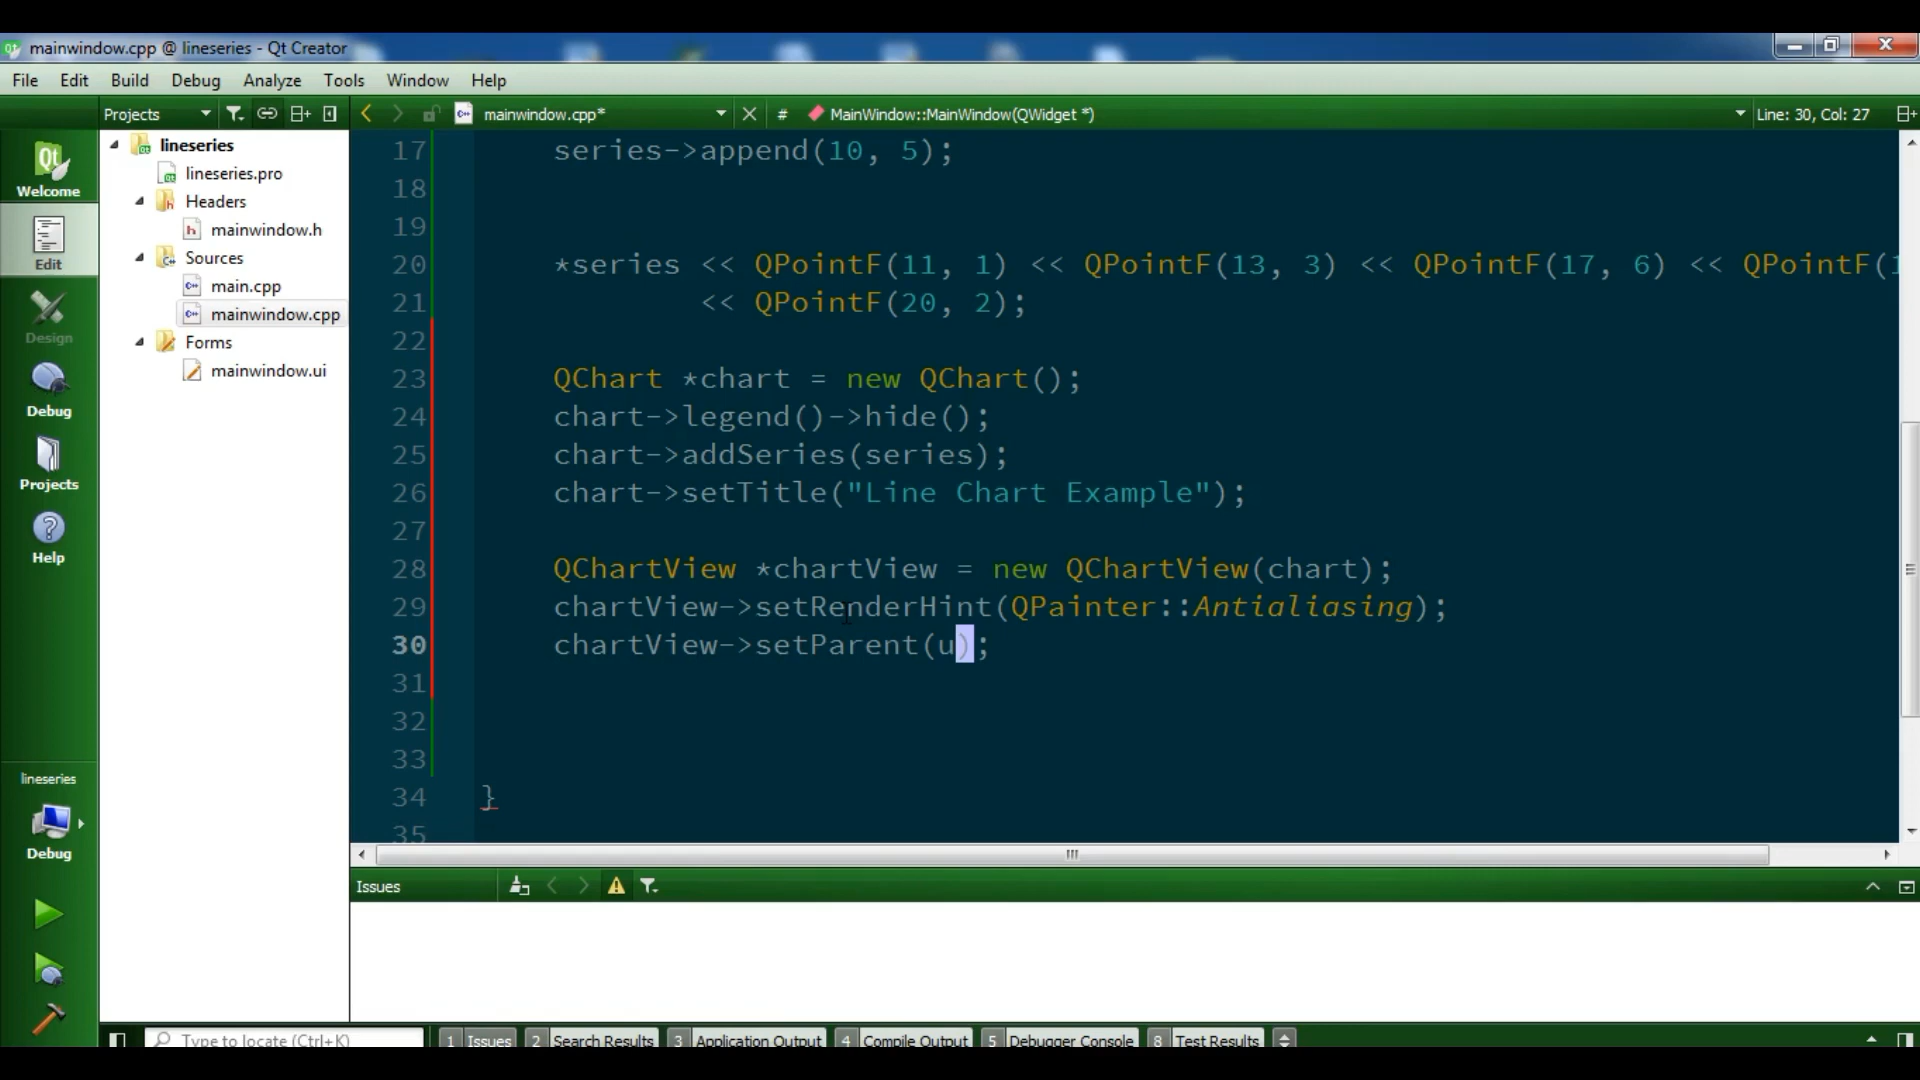 mainwindow.cpp @ lineseries - Qt Creator
File Edit Build Debug Analyze Tools Window Help
Projects mainwindow.cpp* # MainWindow::MainWindow(QWidget *) Line: 30, Col: 27
Welcome
Edit
Design
Debug
Projects
Help
lineseries
Debug
lineseries
lineseries.pro
Headers
mainwindow.h
Sources
main.cpp
mainwindow.cpp
Forms
mainwindow.ui
17 series->append(10, 5);
18
19
20 *series << QPointF(11, 1) << QPointF(13, 3) << QPointF(17, 6) << QPointF(1
21 << QPointF(20, 2);
22
23 QChart *chart = new QChart();
24 chart->legend()->hide();
25 chart->addSeries(series);
26 chart->setTitle("Line Chart Example");
27
28 QChartView *chartView = new QChartView(chart);
29 chartView->setRenderHint(QPainter::Antialiasing);
30 chartView->setParent(u);
31
32
33
34 }
35
Issues
Type to locate (Ctrl+K) 1 Issues 2 Search Results 3 Application Output 4 Compile Output 5 Debugger Console 8 Test Results